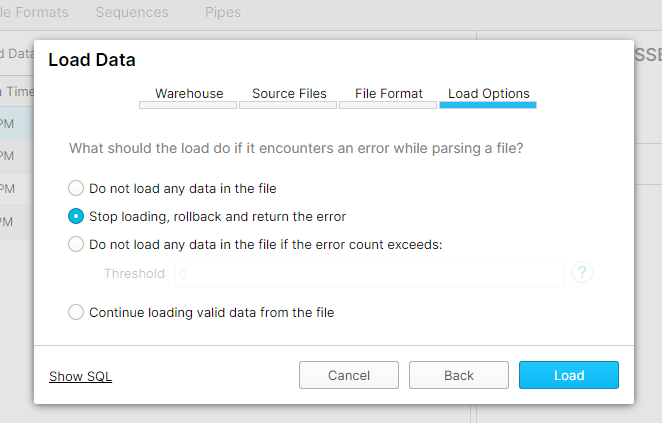 le Formats Sequences Pipes
d Data
SSE
Load Data
Time
Warehouse Source Files File Format Load Options
PM
What should the load do if it encounters an error while parsing a file?
PM
Do not load any data in the file
PM
Stop loading, rollback and return the error
PM
Do not load any data in the file if the error count exceeds:
Threshold 0 ?
Continue loading valid data from the file
Show SQL Cancel Back Load